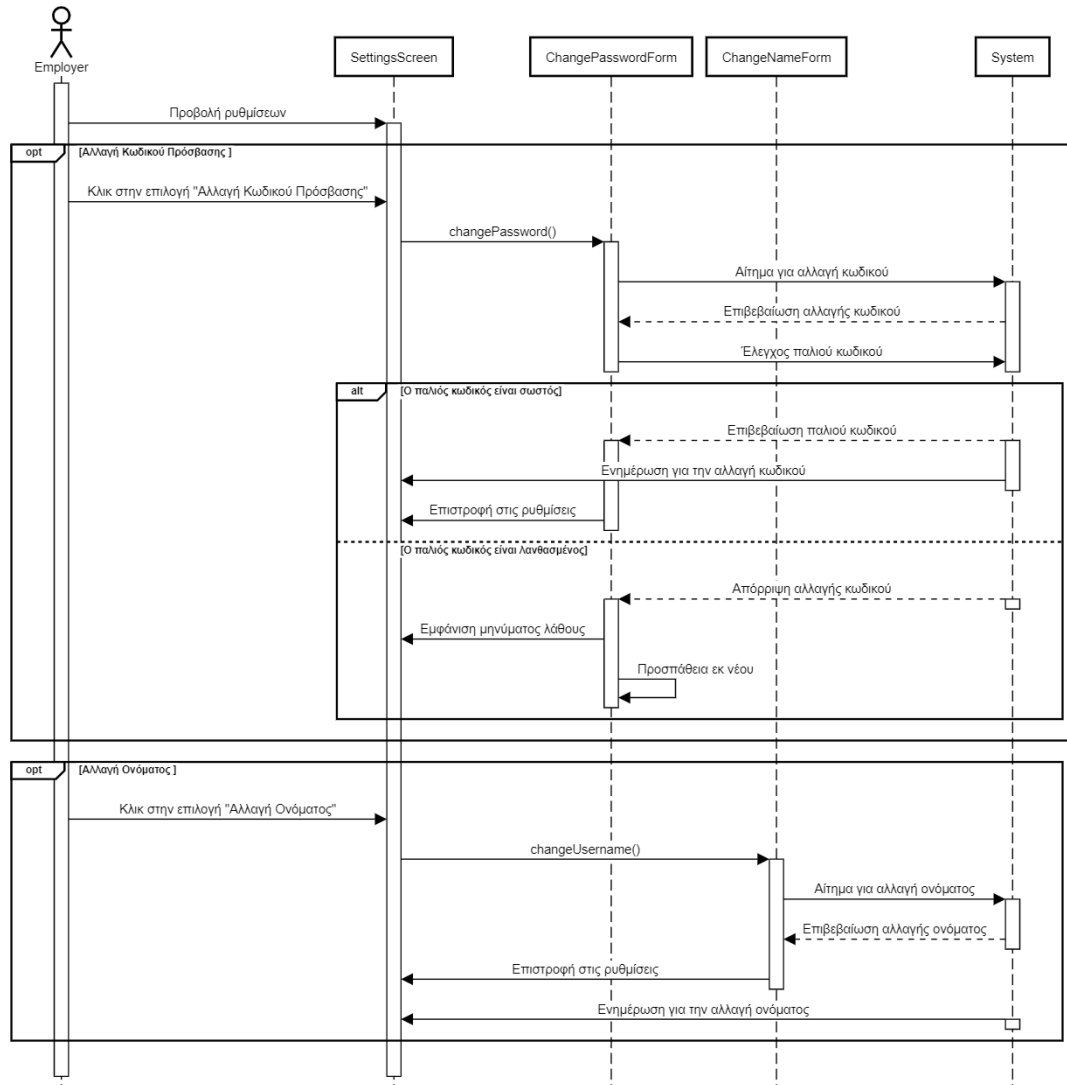 Employer
SettingsScreen
ChangePasswordForm
ChangeNameForm
System
Προβολή ρυθμίσεων
opt
[Αλλαγή Κωδικού Πρόσβασης ]
Κλικ στην επιλογή "Αλλαγή Κωδικού Πρόσβασης"
changePassword()
Αίτημα για αλλαγή κωδικού
Επιβεβαίωση αλλαγής κωδικού
Έλεγχος παλιού κωδικού
alt
[Ο παλιός κωδικός είναι σωστός]
Επιβεβαίωση παλιού κωδικού
Ενημέρωση για την αλλαγή κωδικού
Επιστροφή στις ρυθμίσεις
[Ο παλιός κωδικός είναι λανθασμένος]
Απόρριψη αλλαγής κωδικού
Εμφάνιση μηνύματος λάθους
Προσπάθεια εκ νέου
opt
[Αλλαγή Ονόματος ]
Κλικ στην επιλογή "Αλλαγή Ονόματος"
changeUsername()
Αίτημα για αλλαγή ονόματος
Επιβεβαίωση αλλαγής ονόματος
Επιστροφή στις ρυθμίσεις
Ενημέρωση για την αλλαγή ονόματος